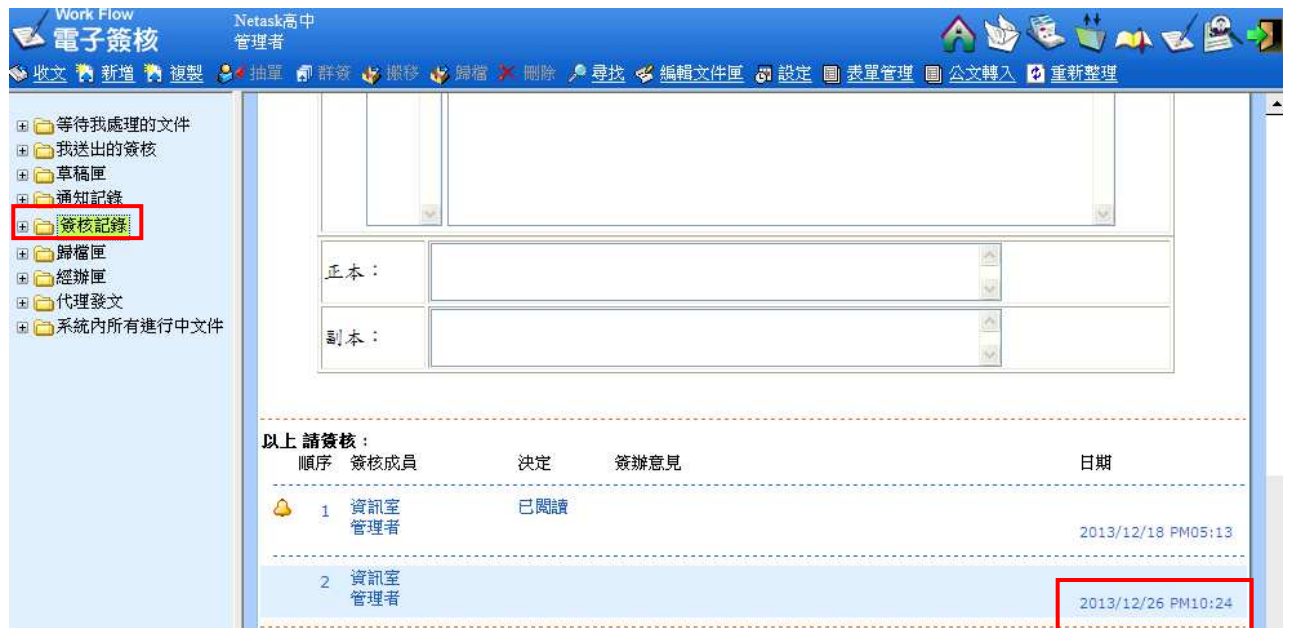 Work Flow
電子簽核
Netask高中
管理者
收文 新增 複製 抽單 群簽 搬移 歸檔 刪除 尋找 編輯文件匣 設定 表單管理 公文轉入 重新整理
等待我處理的文件
我送出的簽核
草稿匣
通知記錄
簽核記錄
歸檔匣
經辦匣
代理發文
系統內所有進行中文件
正本：
副本：
以上 請簽核：
順序 簽核成員 決定 簽辦意見 日期
1 資訊室 已閱讀
管理者
2013/12/18 PM05:13
2 資訊室
管理者
2013/12/26 PM10:24